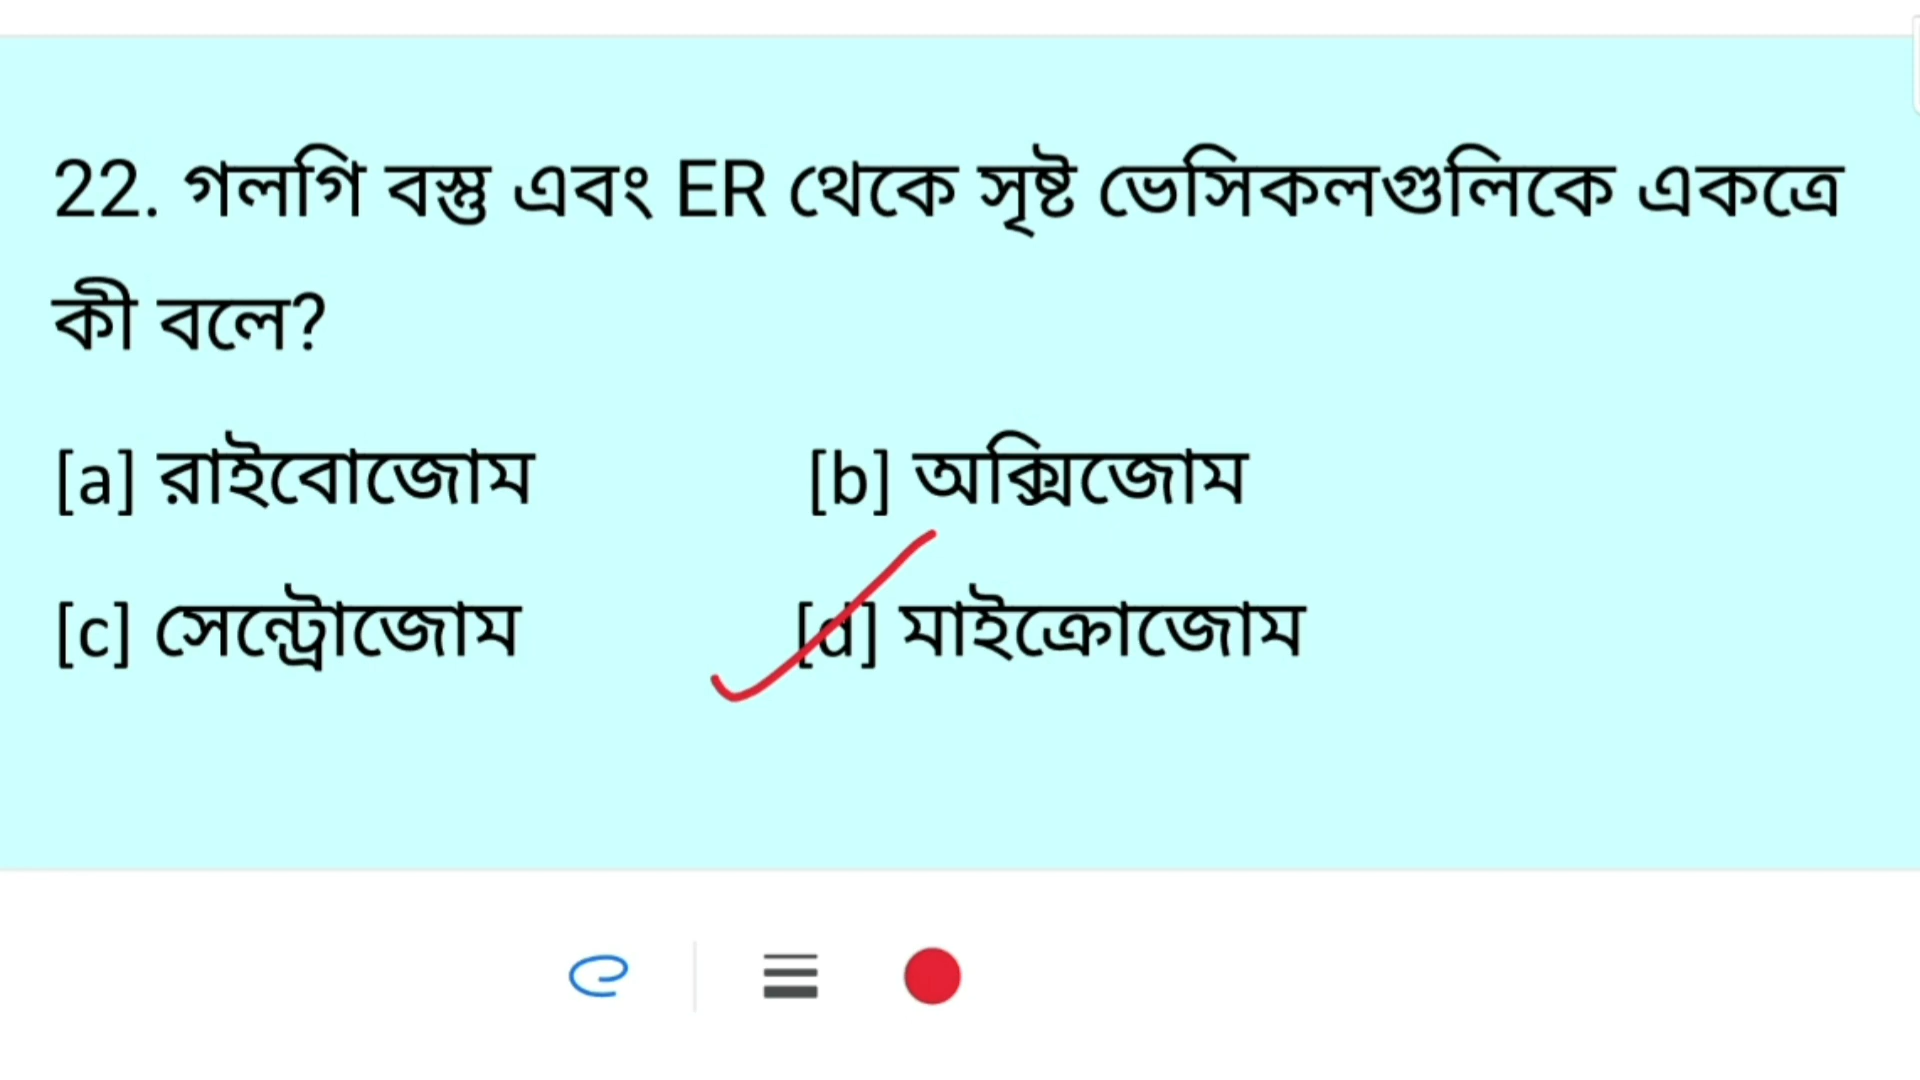 22. গলগি বস্তু এবং ER থেকে সৃষ্ট ভেসিকলগুলিকে একত্রে
কী বলে?
[a] রাইবোজোম [b] অক্সিজোম
[c] সেন্ট্রোজোম [d] মাইক্রোজোম